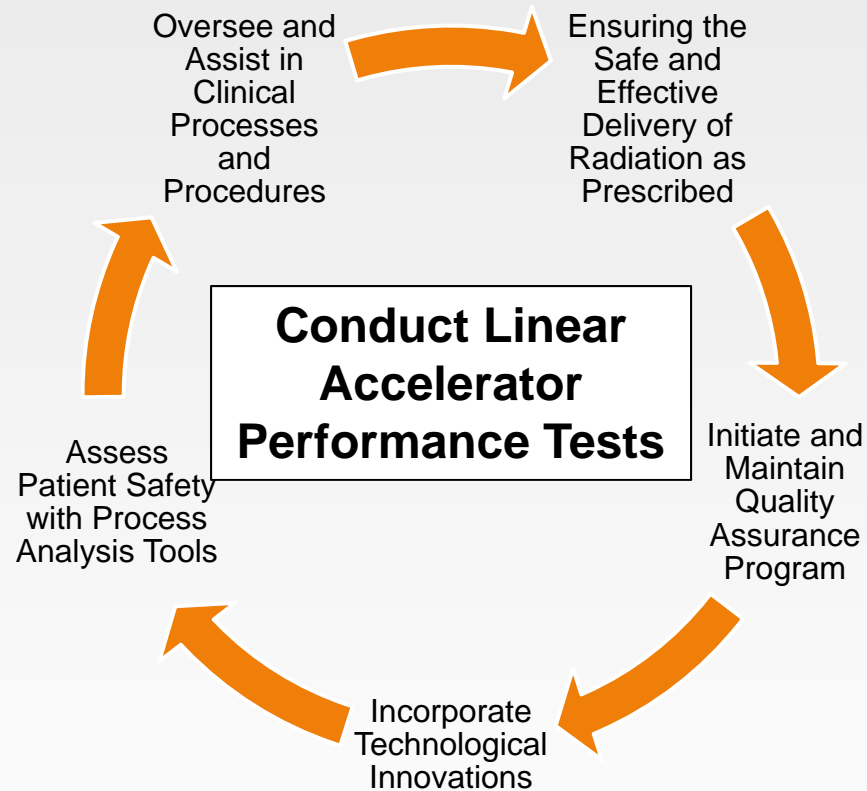 Oversee and
Assist in
Clinical
Processes
and
Procedures
Ensuring the
Safe and
Effective
Delivery of
Radiation as
Prescribed
Conduct Linear
Accelerator
Performance Tests
Initiate and
Maintain
Quality
Assurance
Program
Incorporate
Technological
Innovations
Assess
Patient Safety
with Process
Analysis Tools